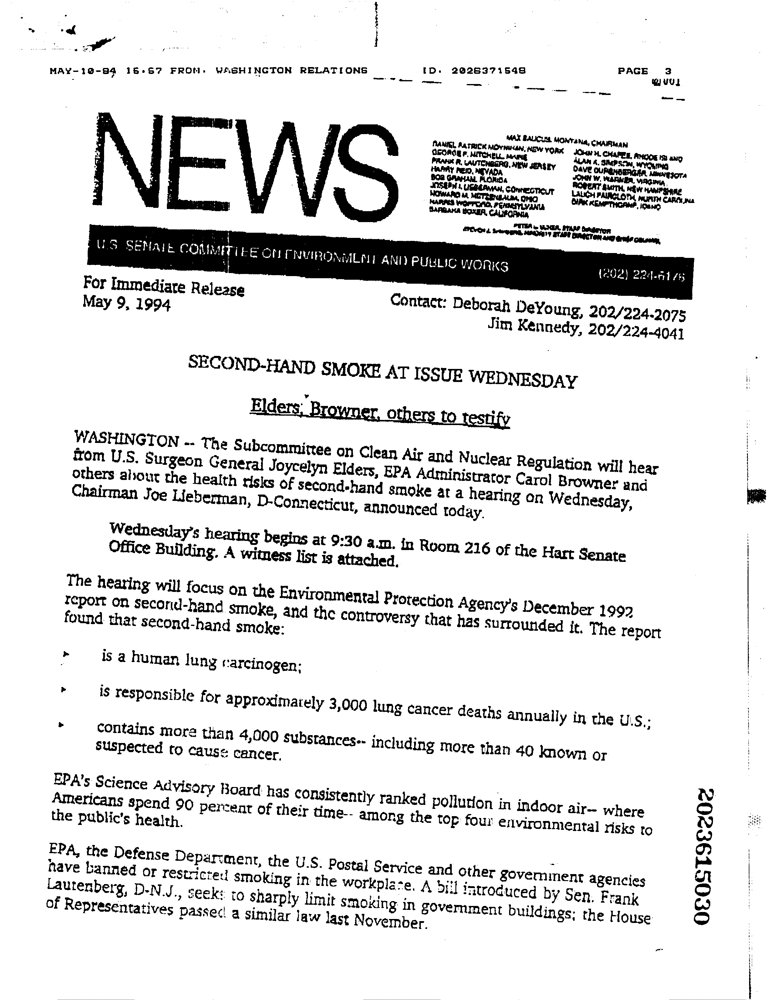 MAY-10-94 16.57 FROM. WASHINGTON RELATIONS ID. 2026371548 PAGE 3
NEWS
MAX BAUCUS, MONTANA, CHAIRMAN
DANIEL PATRICK MOYNIHAN, NEW YORK
GEORGE P. MITCHELL, MAINE
FRANK R. LAUTENBERG, NEW JERSEY
HARRY REID, NEVADA
BOB GRAHAM, FLORIDA
JOSEPH I. LIEBERMAN, CONNECTICUT
HOWARD M. METZENBAUM, OHIO
HARRIS WOFFORD, PENNSYLVANIA
BARBARA BOXER, CALIFORNIA
JOHN H. CHAFEE, RHODE ISLAND
ALAN K. SIMPSON, WYOMING
DAVE DURENBERGER, MINNESOTA
JOHN W. WARNER, VIRGINIA
ROBERT SMITH, NEW HAMPSHIRE
LAUCH FAIRCLOTH, NORTH CAROLINA
DIRK KEMPTHORNE, IDAHO
STAFF DIRECTOR
MINORITY STAFF DIRECTOR AND CHIEF COUNSEL
U.S. SENATE COMMITTEE ON ENVIRONMENT AND PUBLIC WORKS (202) 224-6176
For Immediate Release
May 9, 1994
Contact: Deborah DeYoung, 202/224-2075
Jim Kennedy, 202/224-4041
SECOND-HAND SMOKE AT ISSUE WEDNESDAY
Elders, Browner, others to testify
WASHINGTON -- The Subcommittee on Clean Air and Nuclear Regulation will hear
from U.S. Surgeon General Joycelyn Elders, EPA Administrator Carol Browner and
others about the health risks of second-hand smoke at a hearing on Wednesday,
Chairman Joe Lieberman, D-Connecticut, announced today.
Wednesday's hearing begins at 9:30 a.m. in Room 216 of the Hart Senate
Office Building. A witness list is attached.
The hearing will focus on the Environmental Protection Agency's December 1992
report on second-hand smoke, and the controversy that has surrounded it. The report
found that second-hand smoke:
► is a human lung carcinogen;
► is responsible for approximately 3,000 lung cancer deaths annually in the U.S.;
► contains more than 4,000 substances-- including more than 40 known or
suspected to cause cancer.
EPA's Science Advisory Board has consistently ranked pollution in indoor air-- where
Americans spend 90 percent of their time-- among the top four environmental risks to
the public's health.
EPA, the Defense Department, the U.S. Postal Service and other government agencies
have banned or restricted smoking in the workplace. A bill introduced by Sen. Frank
Lautenberg, D-N.J., seeks to sharply limit smoking in government buildings; the House
of Representatives passed a similar law last November.
2023615030